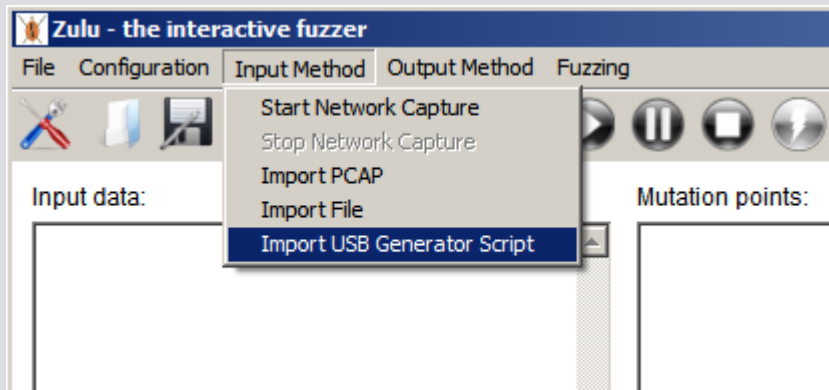 Zulu - the interactive fuzzer
File Configuration Input Method Output Method Fuzzing
Start Network Capture
Stop Network Capture
Import PCAP
Import File
Import USB Generator Script
Input data:
Mutation points: